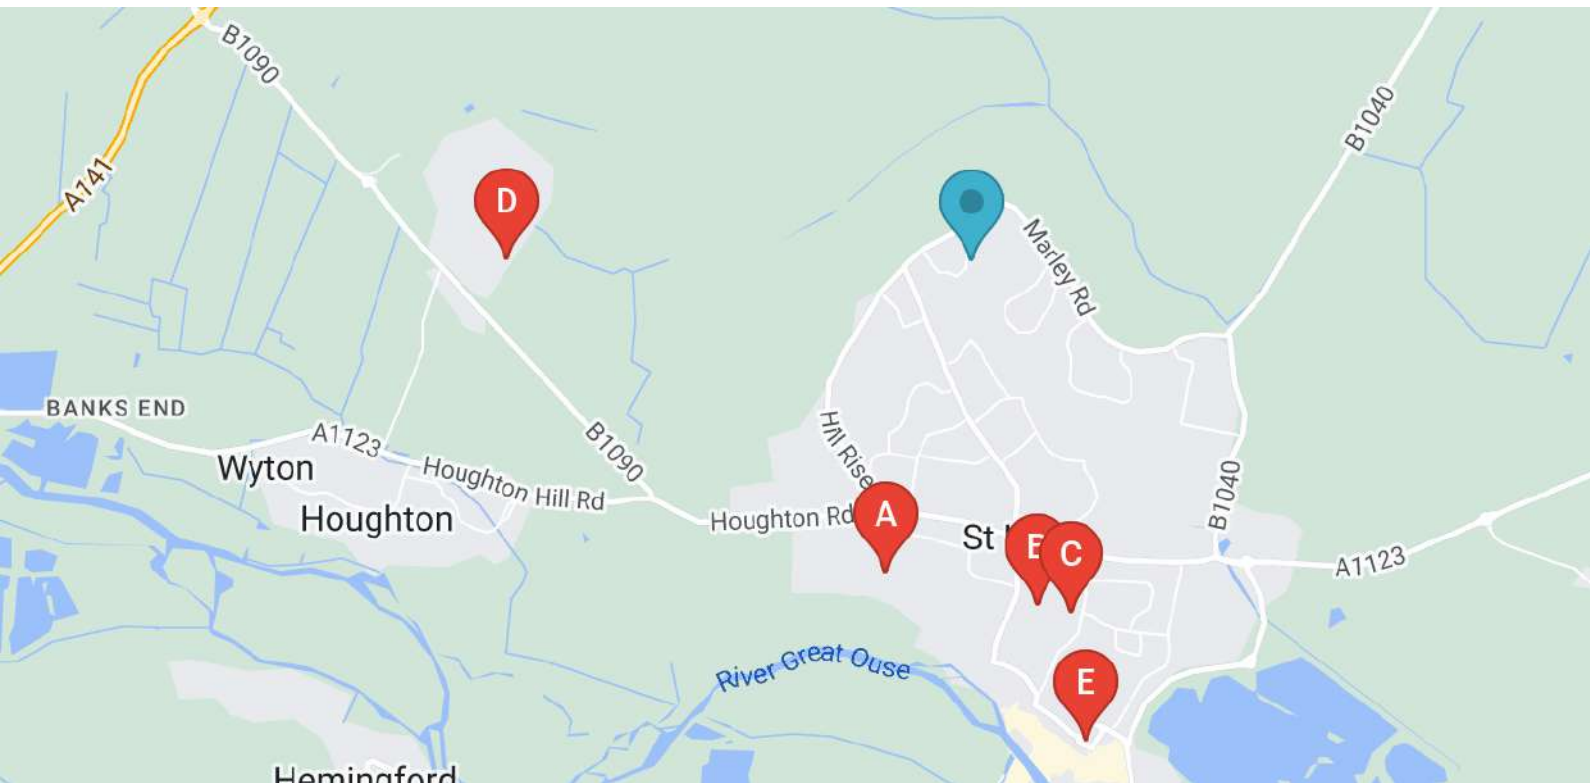 B1090
A141
D
B1040
Marley Rd
BANKS END
A1123
Wyton
Houghton Hill Rd
B1090
Hill Rise
Houghton
Houghton Rd
A
St
B
C
B1040
A1123
River Great Ouse
E
Hemingford